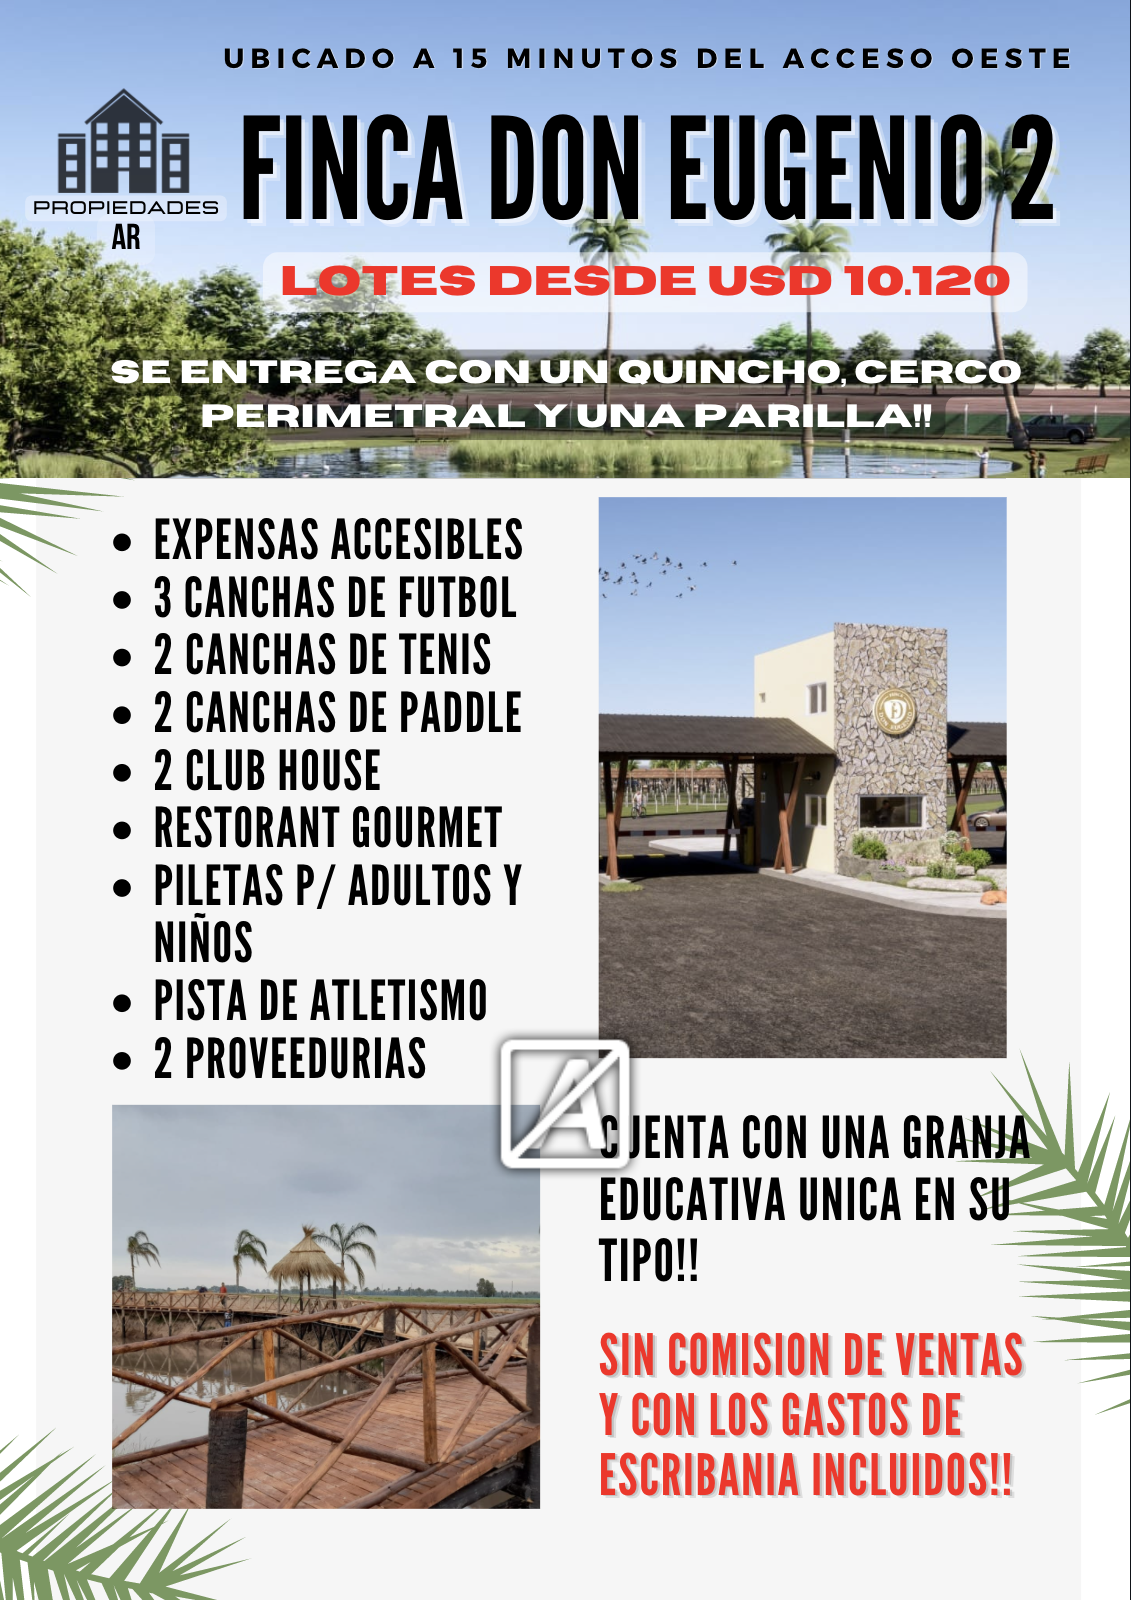 UBICADO A 15 MINUTOS DEL ACCESO OESTE
FINCA DON EUGENIO 2
PROPIEDADES
AR
LOTES DESDE USD 10.120
SE ENTREGA CON UN QUINCHO, CERCO
PERIMETRAL Y UNA PARILLA!!
• EXPENSAS ACCESIBLES
• 3 CANCHAS DE FUTBOL
• 2 CANCHAS DE TENIS
• 2 CANCHAS DE PADDLE
• 2 CLUB HOUSE
• RESTORANT GOURMET
• PILETAS P/ ADULTOS Y
NIÑOS
• PISTA DE ATLETISMO
• 2 PROVEEDURIAS
A
CUENTA CON UNA GRANJA
EDUCATIVA UNICA EN SU
TIPO!!
SIN COMISION DE VENTAS
Y CON LOS GASTOS DE
ESCRIBANIA INCLUIDOS!!